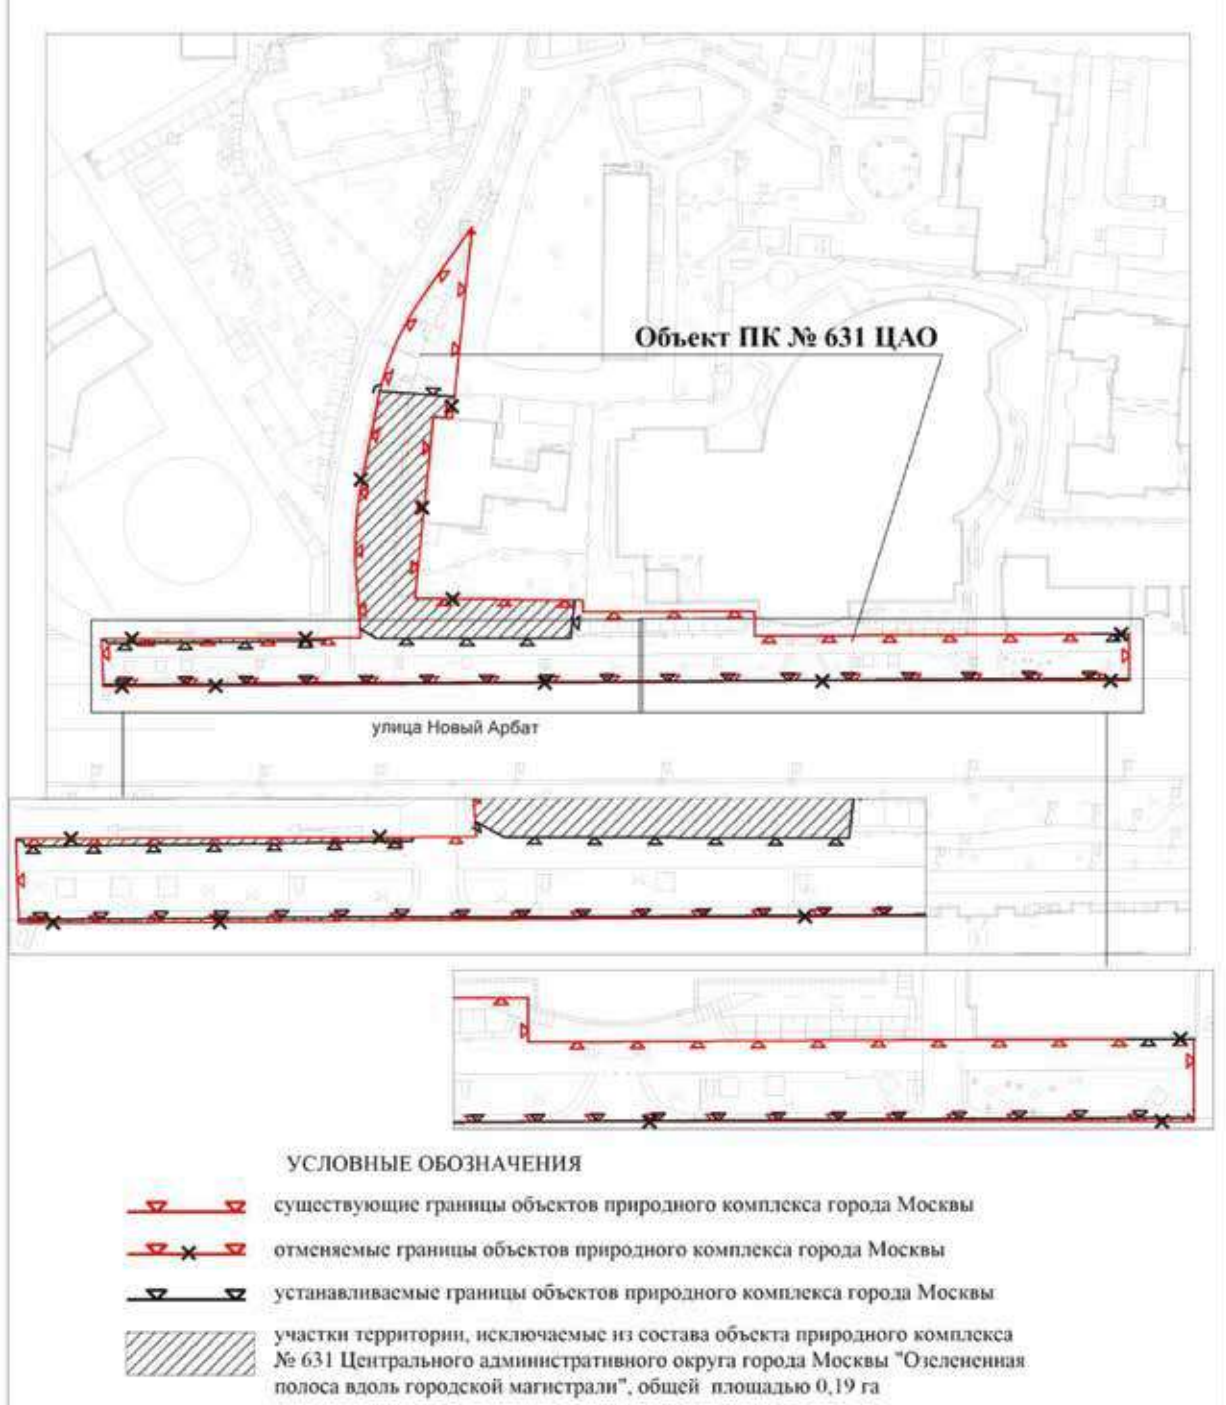 Объект ПК № 631 ЦАО
улица Новый Арбат
УСЛОВНЫЕ ОБОЗНАЧЕНИЯ
существующие границы объектов природного комплекса города Москвы
отменяемые границы объектов природного комплекса города Москвы
устанавливаемые границы объектов природного комплекса города Москвы
участки территории, исключаемые из состава объекта природного комплекса
№ 631 Центрального административного округа города Москвы "Озелененная
полоса вдоль городской магистрали", общей площадью 0,19 га